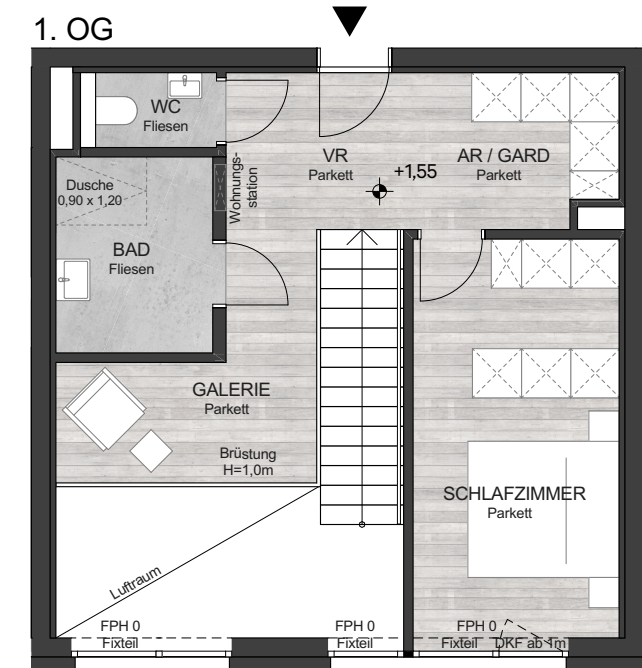 1. OG
WC
Fliesen
VR
Parkett
+1,55
AR / GARD
Parkett
Wohnungs-
station
Dusche
0,90 x 1,20
BAD
Fliesen
GALERIE
Parkett
Brüstung
H=1,0m
SCHLAFZIMMER
Parkett
Luftraum
FPH 0
Fixteil
FPH 0
Fixteil
FPH 0
Fixteil
DKF ab 1m